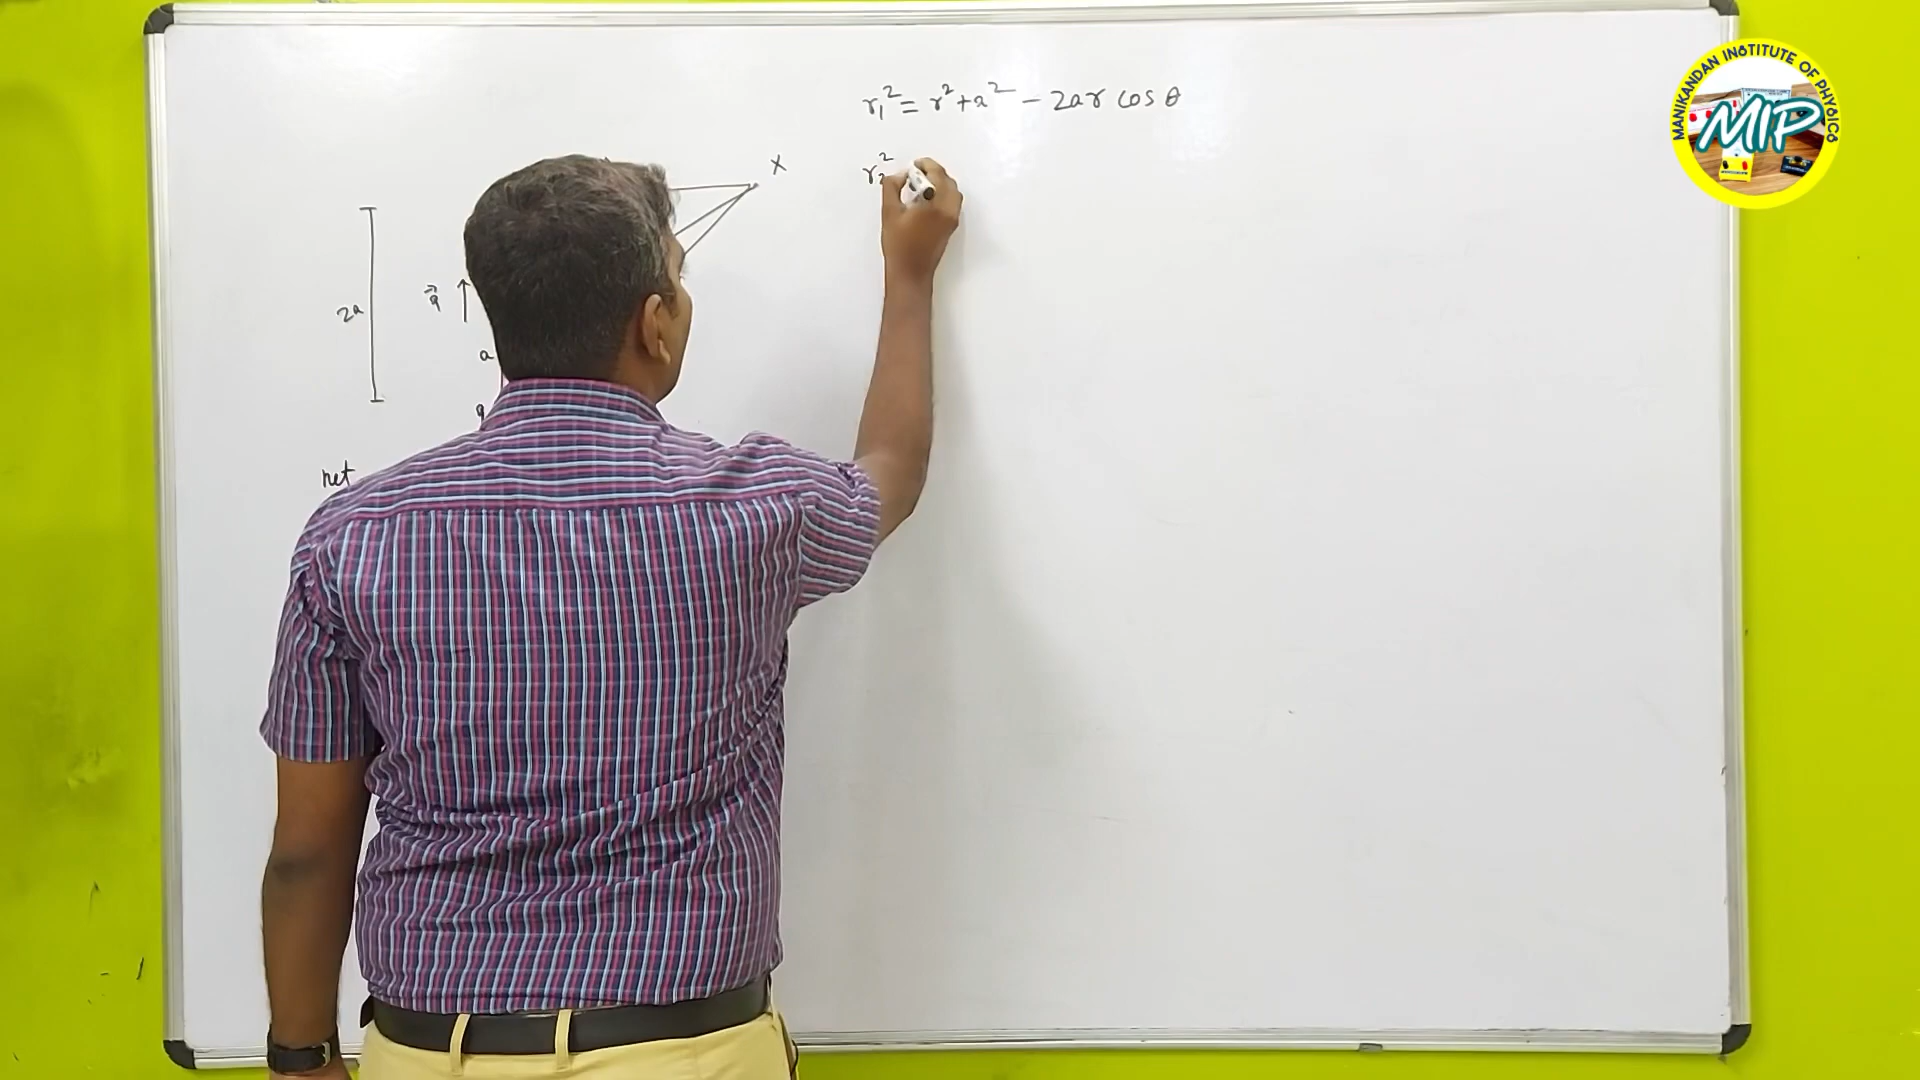 r₁² = r² + a² − 2ar cos θ
r₂²
X
2a
a
q
net
MANIKANDAN INSTITUTE OF PHYSICS
MIP